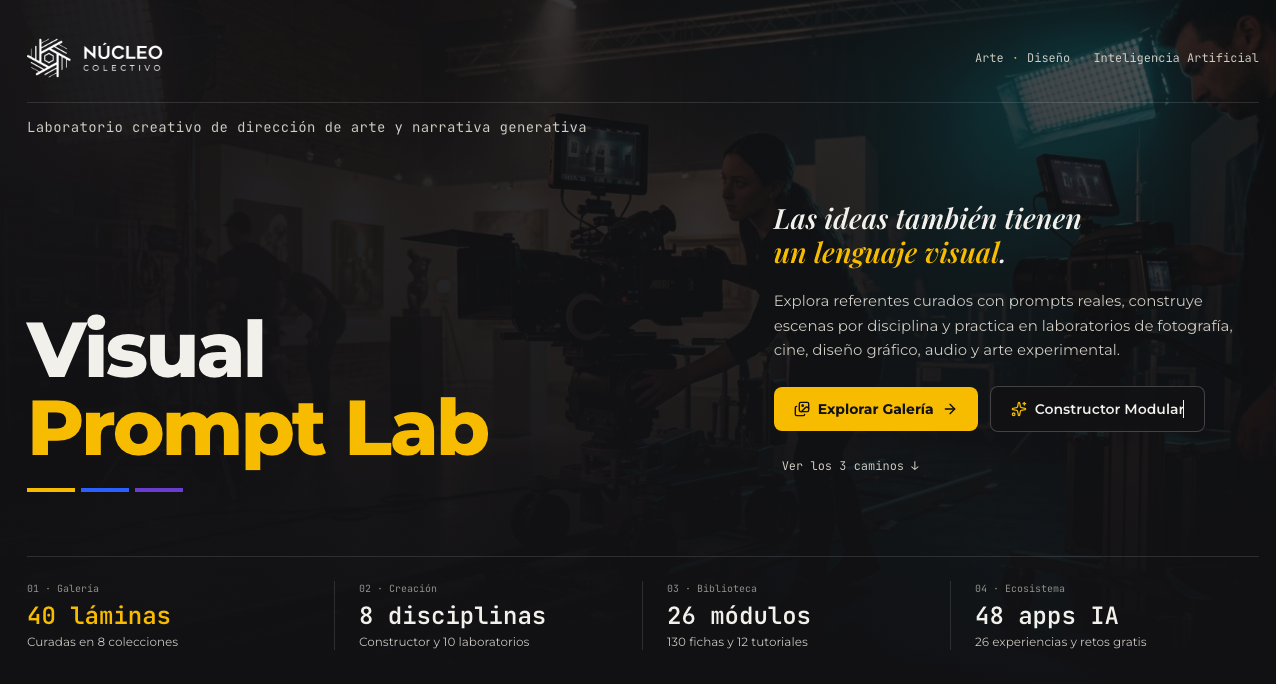 NÚCLEO
COLECTIVO
Arte · Diseño · Inteligencia Artificial
Laboratorio creativo de dirección de arte y narrativa generativa
Visual
Prompt Lab
Las ideas también tienen
un lenguaje visual.
Explora referentes curados con prompts reales, construye
escenas por disciplina y practica en laboratorios de fotografía,
cine, diseño gráfico, audio y arte experimental.
Explorar Galería →
Constructor Modular
Ver los 3 caminos ↓
01 · Galería
40 láminas
Curadas en 8 colecciones
02 · Creación
8 disciplinas
Constructor y 10 laboratorios
03 · Biblioteca
26 módulos
130 fichas y 12 tutoriales
04 · Ecosistema
48 apps IA
26 experiencias y retos gratis